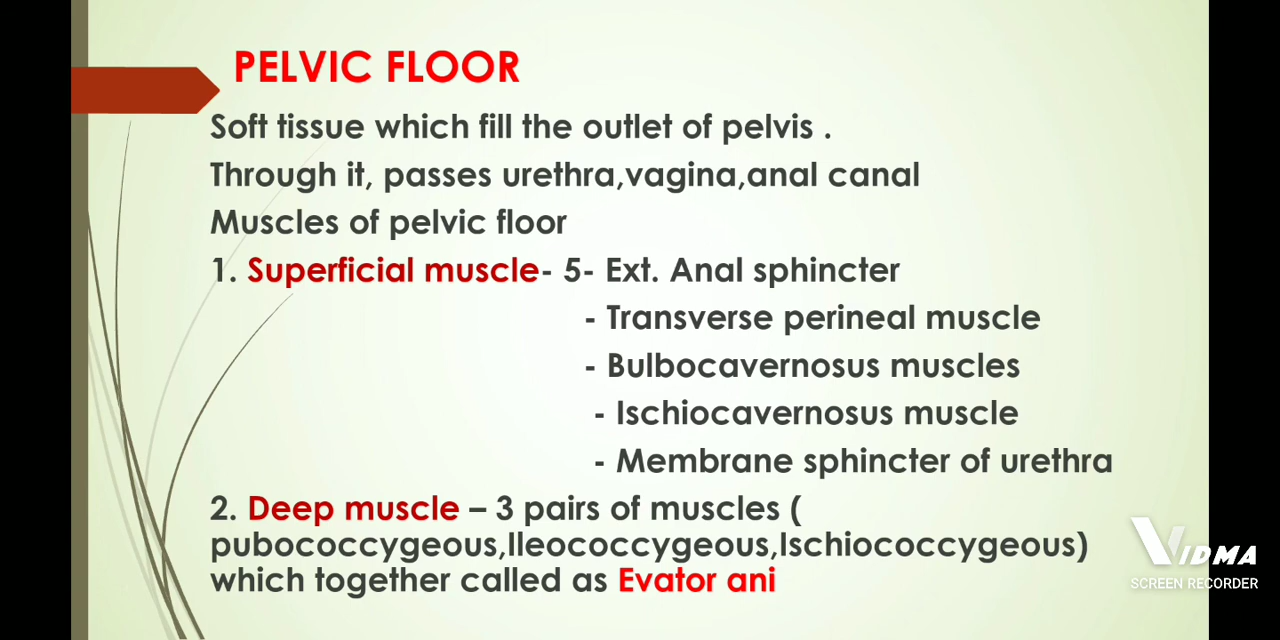 PELVIC FLOOR
Soft tissue which fill the outlet of pelvis .
Through it, passes urethra,vagina,anal canal
Muscles of pelvic floor
1. Superficial muscle- 5- Ext. Anal sphincter
- Transverse perineal muscle
- Bulbocavernosus muscles
- Ischiocavernosus muscle
- Membrane sphincter of urethra
2. Deep muscle – 3 pairs of muscles (
pubococcygeous,Ileococcygeous,Ischiococcygeous)
which together called as Evator ani
VIDMA
SCREEN RECORDER